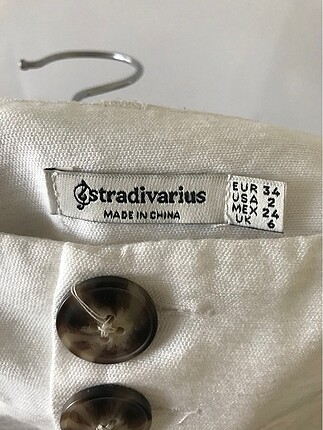 stradivarius
MADE IN CHINA
EUR 34
USA 2
MEX 24
UK 6